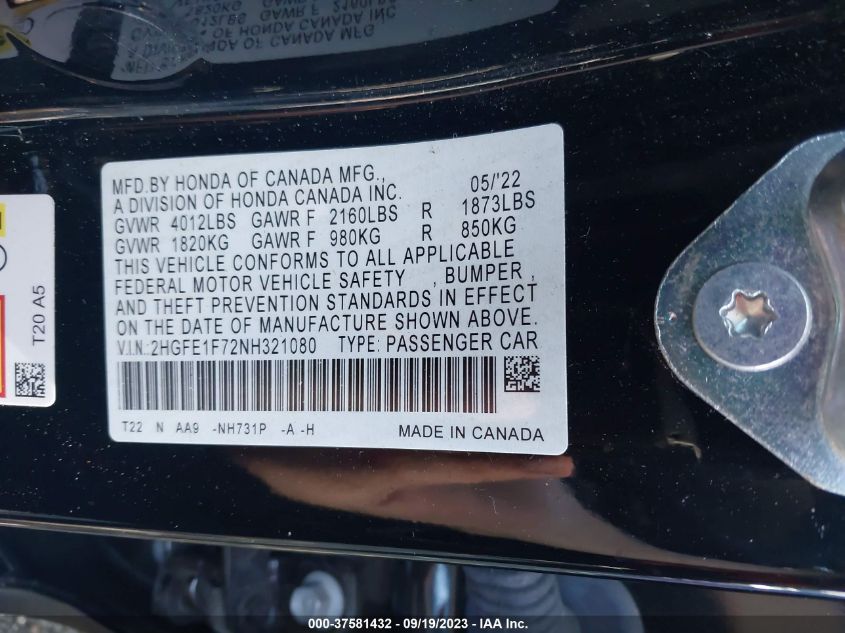 MFD.BY HONDA OF CANADA MFG., 05/'22
A DIVISION OF HONDA CANADA INC.
GVWR 4012LBS GAWR F 2160LBS R 1873LBS
GVWR 1820KG GAWR F 980KG R 850KG
THIS VEHICLE CONFORMS TO ALL APPLICABLE
FEDERAL MOTOR VEHICLE SAFETY , BUMPER ,
AND THEFT PREVENTION STANDARDS IN EFFECT
ON THE DATE OF MANUFACTURE SHOWN ABOVE.
V.I.N.:2HGFE1F72NH321080 TYPE: PASSENGER CAR
T22 N AA9 -NH731P -A -H MADE IN CANADA
T20 A5
000-37581432 - 09/19/2023 - IAA Inc.